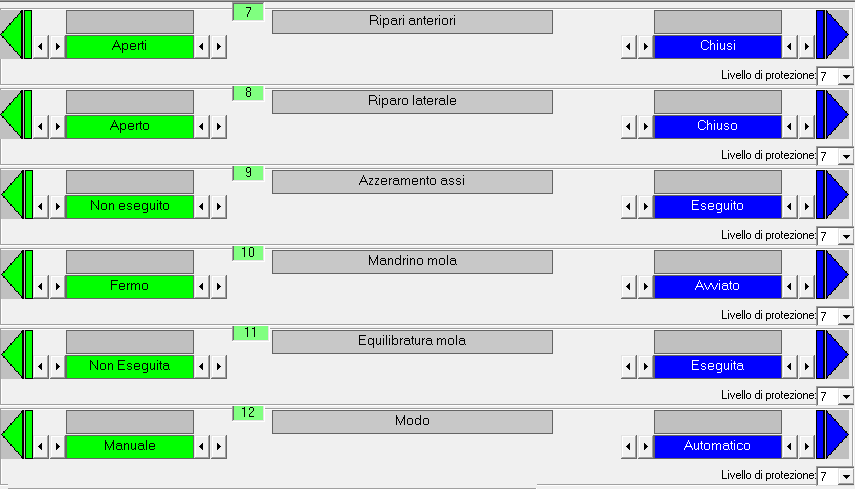 7 Ripari anteriori
Aperti Chiusi
Livello di protezione: 7
8 Riparo laterale
Aperto Chiuso
Livello di protezione: 7
9 Azzeramento assi
Non eseguito Eseguito
Livello di protezione: 7
10 Mandrino mola
Fermo Avviato
Livello di protezione: 7
11 Equilibratura mola
Non Eseguita Eseguita
Livello di protezione: 7
12 Modo
Manuale Automatico
Livello di protezione: 7